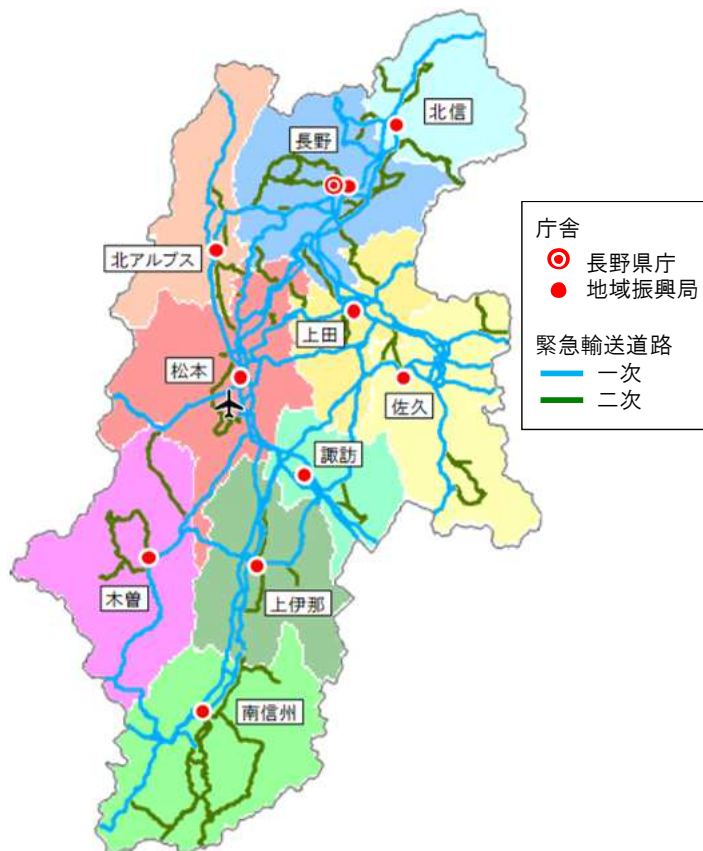 北信
長野
北アルプス
上田
松本
佐久
諏訪
木曽
上伊那
南信州
庁舎
長野県庁
地域振興局
緊急輸送道路
一次
二次